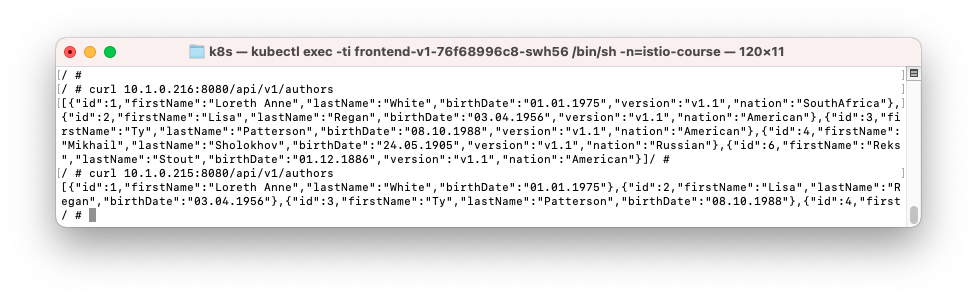 k8s — kubectl exec -ti frontend-v1-76f68996c8-swh56 /bin/sh -n=istio-course — 120×11
[/ # ]
[/ # curl 10.1.0.216:8080/api/v1/authors ]
[{"id":1,"firstName":"Loreth Anne","lastName":"White","birthDate":"01.01.1975","version":"v1.1","nation":"SouthAfrica"},
{"id":2,"firstName":"Lisa","lastName":"Regan","birthDate":"03.04.1956","version":"v1.1","nation":"American"},{"id":3,"fi
rstName":"Ty","lastName":"Patterson","birthDate":"08.10.1988","version":"v1.1","nation":"American"},{"id":4,"firstName":
"Mikhail","lastName":"Sholokhov","birthDate":"24.05.1905","version":"v1.1","nation":"Russian"},{"id":6,"firstName":"Reks
","lastName":"Stout","birthDate":"01.12.1886","version":"v1.1","nation":"American"}]/ #
[/ # curl 10.1.0.215:8080/api/v1/authors ]
[{"id":1,"firstName":"Loreth Anne","lastName":"White","birthDate":"01.01.1975"},{"id":2,"firstName":"Lisa","lastName":"R
egan","birthDate":"03.04.1956"},{"id":3,"firstName":"Ty","lastName":"Patterson","birthDate":"08.10.1988"},{"id":4,"first
/ #